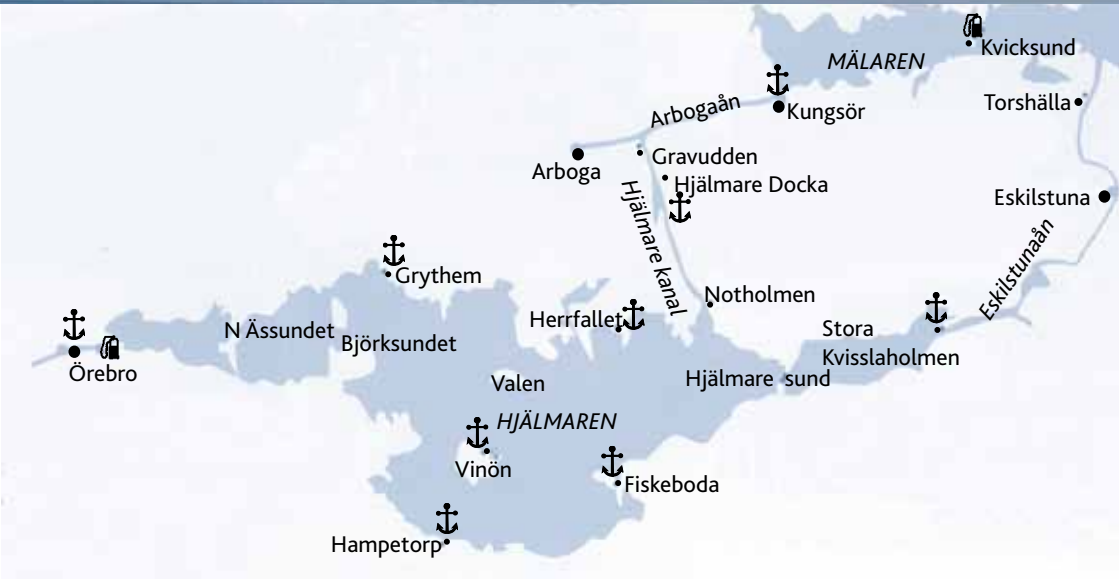 Kvicksund
MÄLAREN
Torshälla
Arbogaån
Kungsör
Arboga
Gravudden
Hjälmare Docka
Eskilstuna
Hjälmare kanal
Eskilstunaån
Grythem
Notholmen
Herrfallet
N Ässundet
Björksundet
Stora
Kvisslaholmen
Örebro
Valen
Hjälmare sund
HJÄLMAREN
Vinön
Fiskeboda
Hampetorp